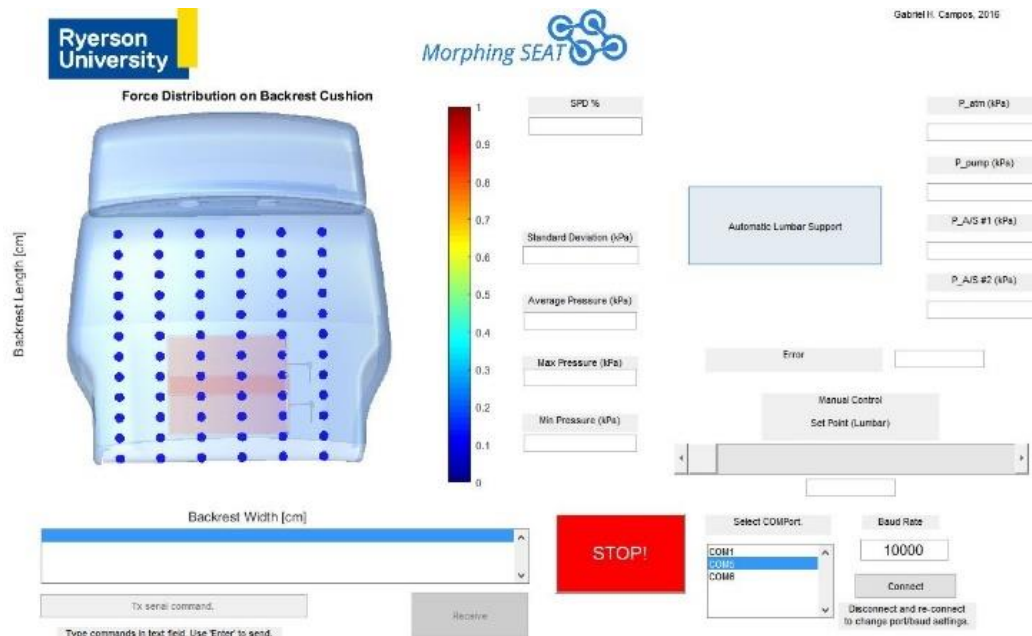 Gabriel H. Campos, 2016
Ryerson
University
Morphing SEAT
Force Distribution on Backrest Cushion
Backrest Length [cm]
Backrest Width [cm]
1
0.9
0.8
0.7
0.6
0.5
0.4
0.3
0.2
0.1
0
SPD %
Standard Deviation (kPa)
Average Pressure (kPa)
Max Pressure (kPa)
Min Pressure (kPa)
Automatic Lumbar Support
P_atm (kPa)
P_pump (kPa)
P_A/S #1 (kPa)
P_A/S #2 (kPa)
Error
Manual Control
Set Point (Lumbar)
Tx serial command.
Receive
Type commands in text field. Use 'Enter' to send.
STOP!
Select COMPort.
COM1
COM5
COM6
Baud Rate
10000
Connect
Disconnect and re-connect
to change port/baud settings.